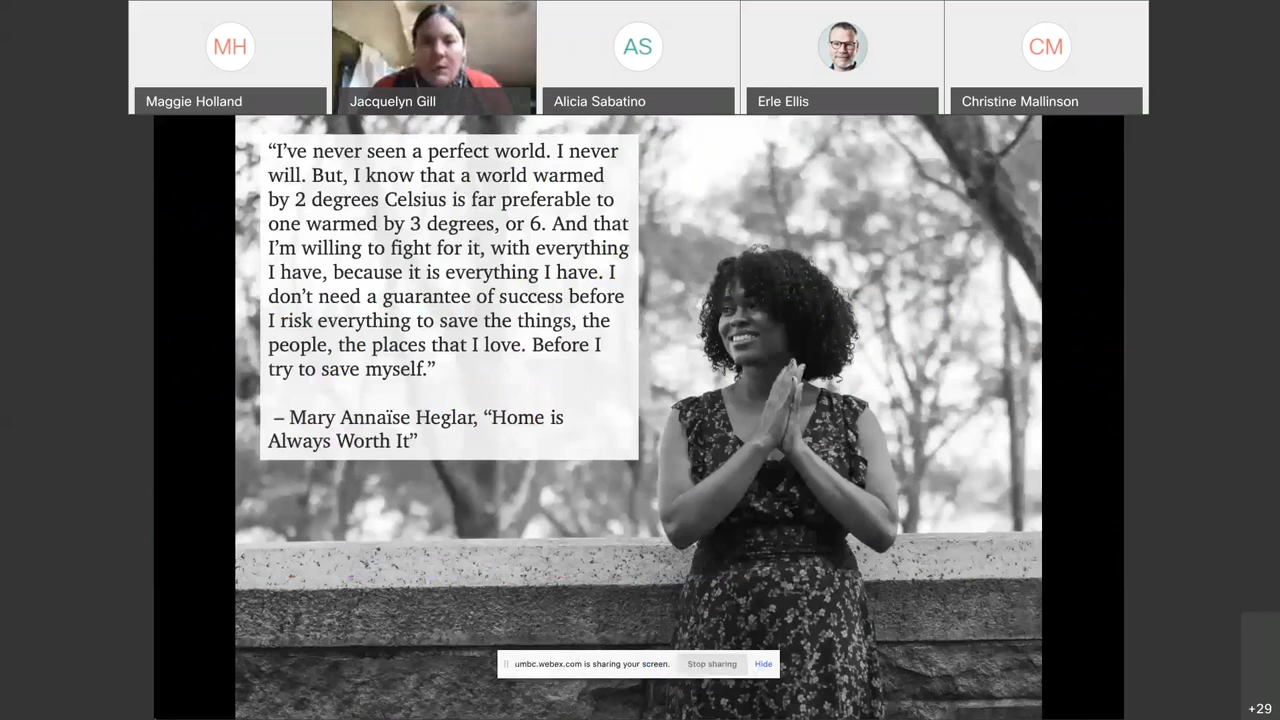 MH
AS
CM
Maggie Holland
Jacquelyn Gill
Alicia Sabatino
Erle Ellis
Christine Mallinson
“I’ve never seen a perfect world. I never
will. But, I know that a world warmed
by 2 degrees Celsius is far preferable to
one warmed by 3 degrees, or 6. And that
I’m willing to fight for it, with everything
I have, because it is everything I have. I
don’t need a guarantee of success before
I risk everything to save the things, the
people, the places that I love. Before I
try to save myself.”
– Mary Annaïse Heglar, “Home is
Always Worth It”
umbc.webex.com is sharing your screen.
Stop sharing
Hide
+29